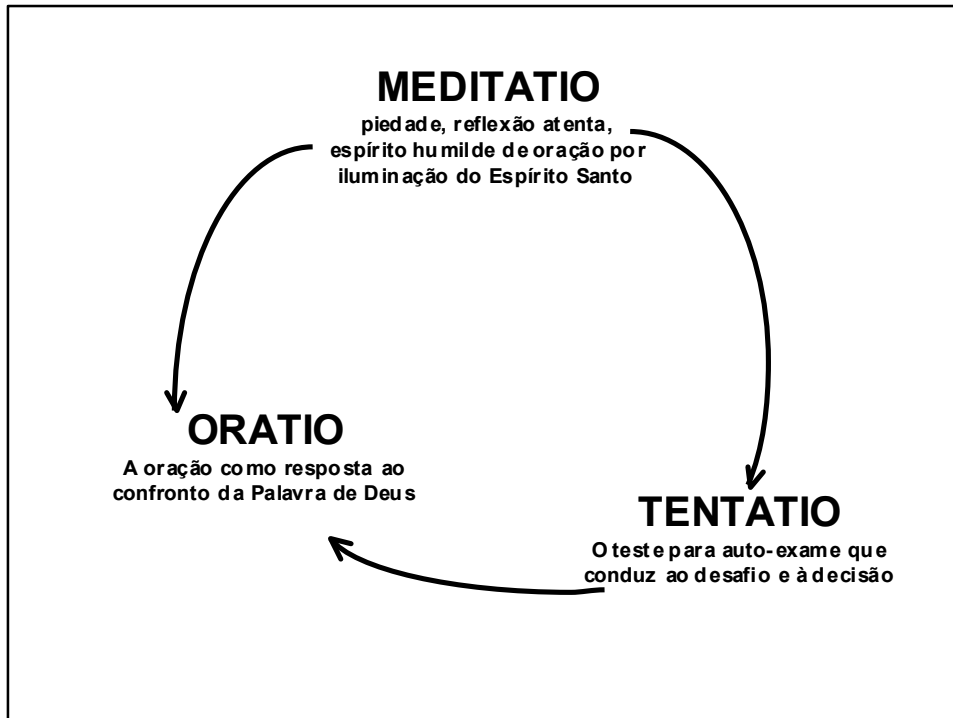 MEDITATIO
piedade, reflexão atenta,
espírito humilde de oração por
iluminação do Espírito Santo
ORATIO
A oração como resposta ao
confronto da Palavra de Deus
TENTATIO
O teste para auto-exame que
conduz ao desafio e à decisão